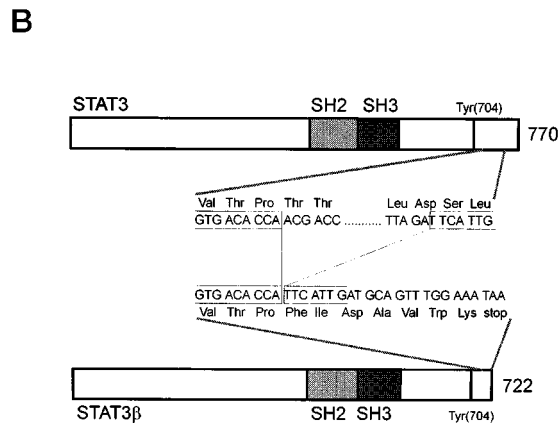 B
STAT3 SH2 SH3 Tyr(704)
770
Val Thr Pro Thr Thr Leu Asp Ser Leu
GTG ACA CCA ACG ACC ........... TTA GAT TCA TTG
GTG ACA CCA TTC ATT GAT GCA GTT TGG AAA TAA
Val Thr Pro Phe Ile Asp Ala Val Trp Lys stop
722
STAT3β SH2 SH3 Tyr(704)